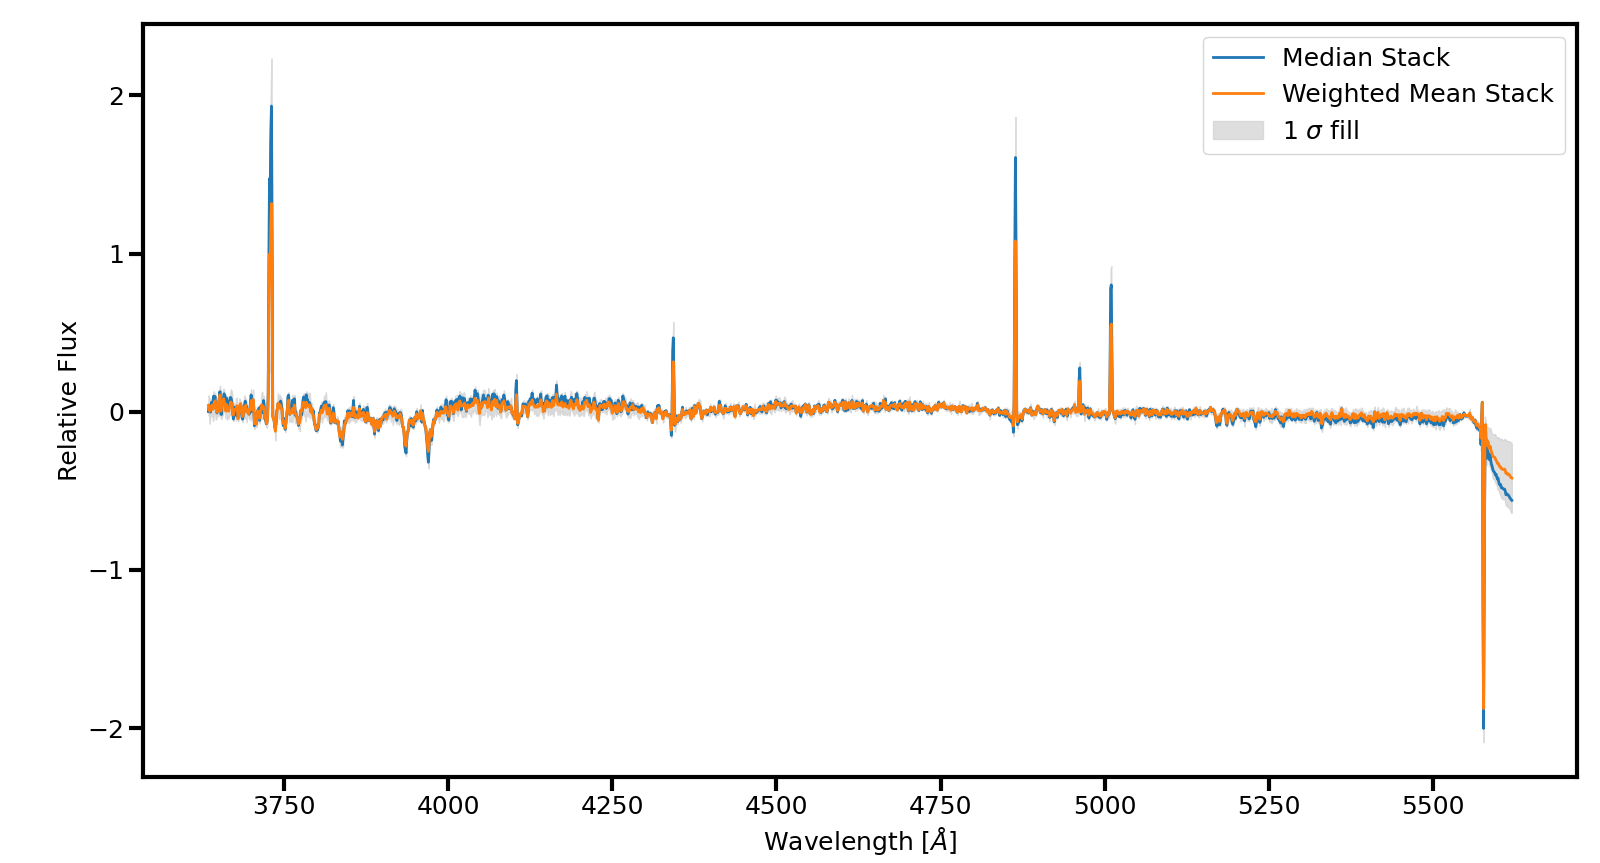 Median Stack
Weighted Mean Stack
1 σ fill
2
1
0
−1
−2
Relative Flux
3750 4000 4250 4500 4750 5000 5250 5500
Wavelength [Å]